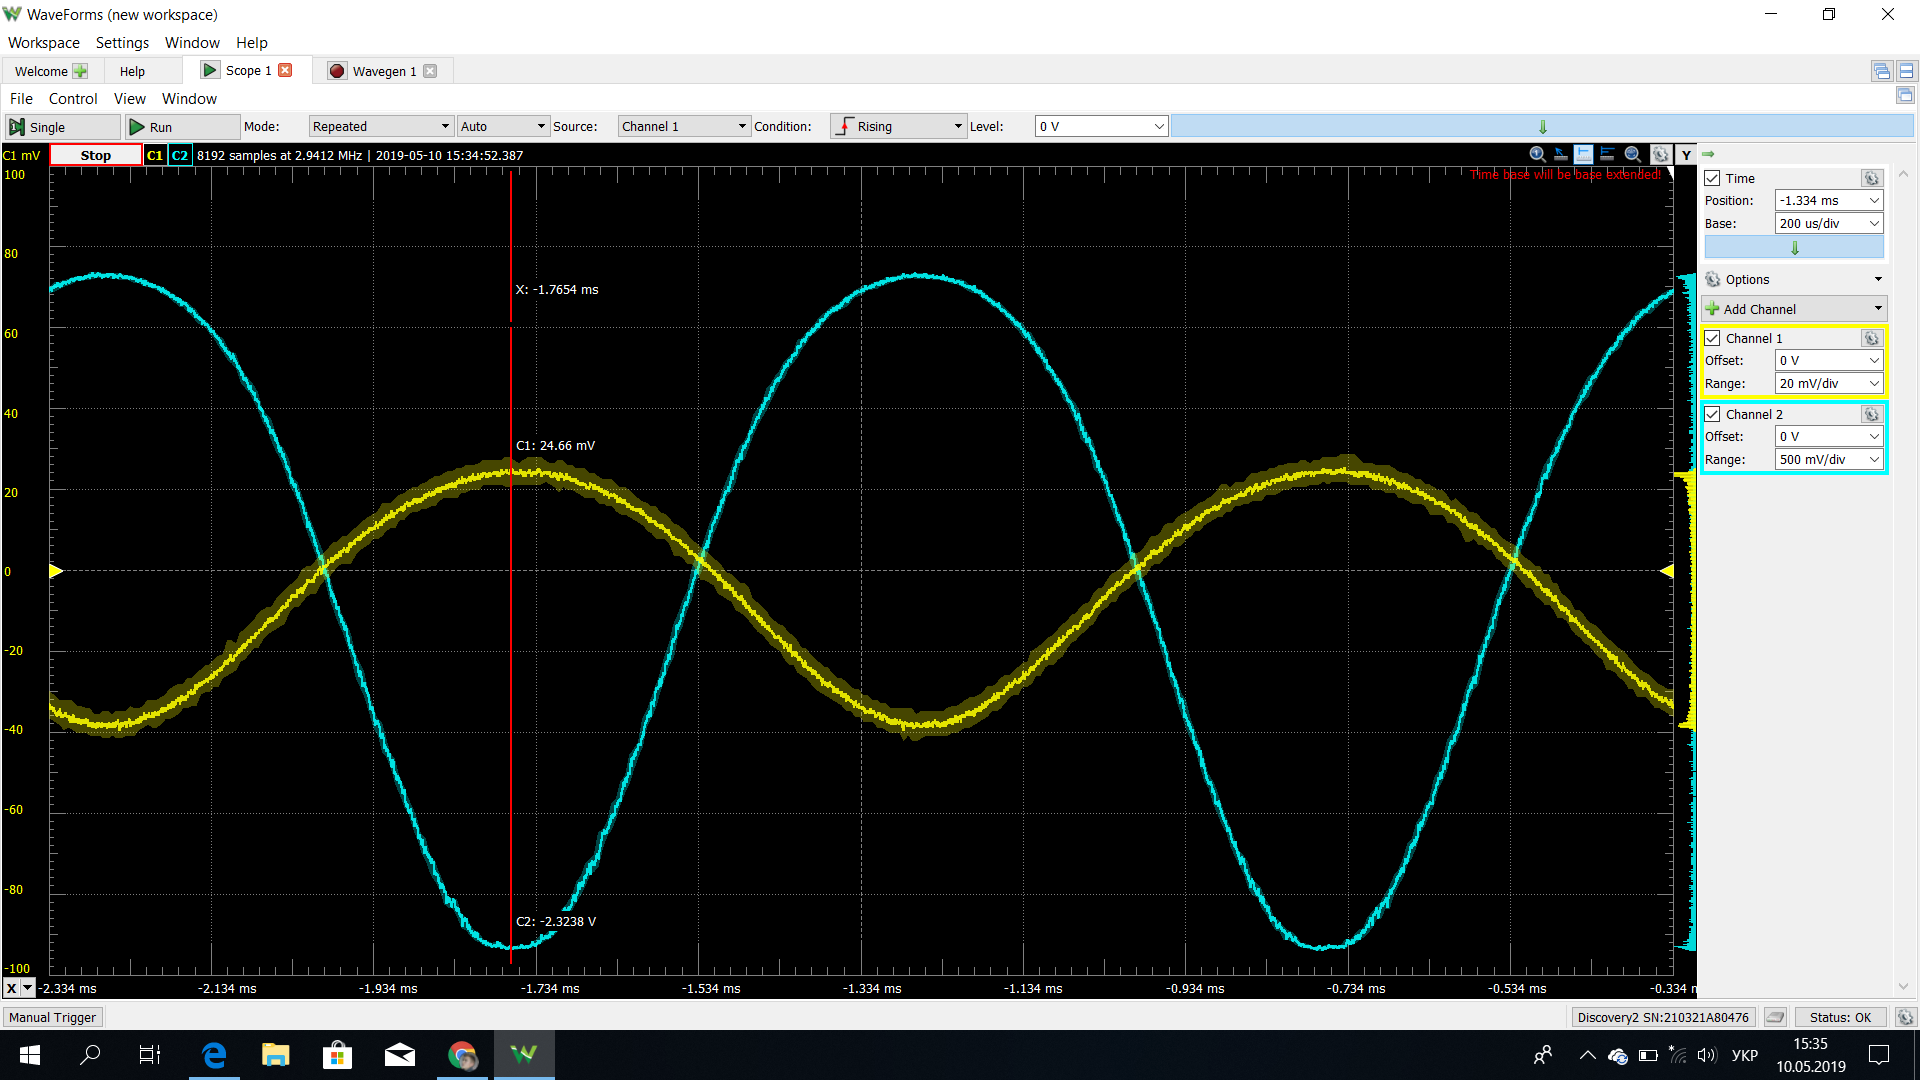 WaveForms (new workspace)
Workspace Settings Window Help
Welcome Help Scope 1 Wavegen 1
File Control View Window
Single Run Mode: Repeated Auto Source: Channel 1 Condition: Rising Level: 0 V
C1 mV Stop C1 C2 8192 samples at 2.9412 MHz | 2019-05-10 15:34:52.387 Y
Time base will be base extended!
100
80
60
40
20
0
-20
-40
-60
-80
-100
X: -1.7654 ms
C1: 24.66 mV
C2: -2.3238 V
X -2.334 ms -2.134 ms -1.934 ms -1.734 ms -1.534 ms -1.334 ms -1.134 ms -0.934 ms -0.734 ms -0.534 ms -0.334 m
Time
Position: -1.334 ms
Base: 200 us/div
Options
Add Channel
Channel 1
Offset: 0 V
Range: 20 mV/div
Channel 2
Offset: 0 V
Range: 500 mV/div
Manual Trigger Discovery2 SN:210321A80476 Status: OK
УКР 15:35
10.05.2019